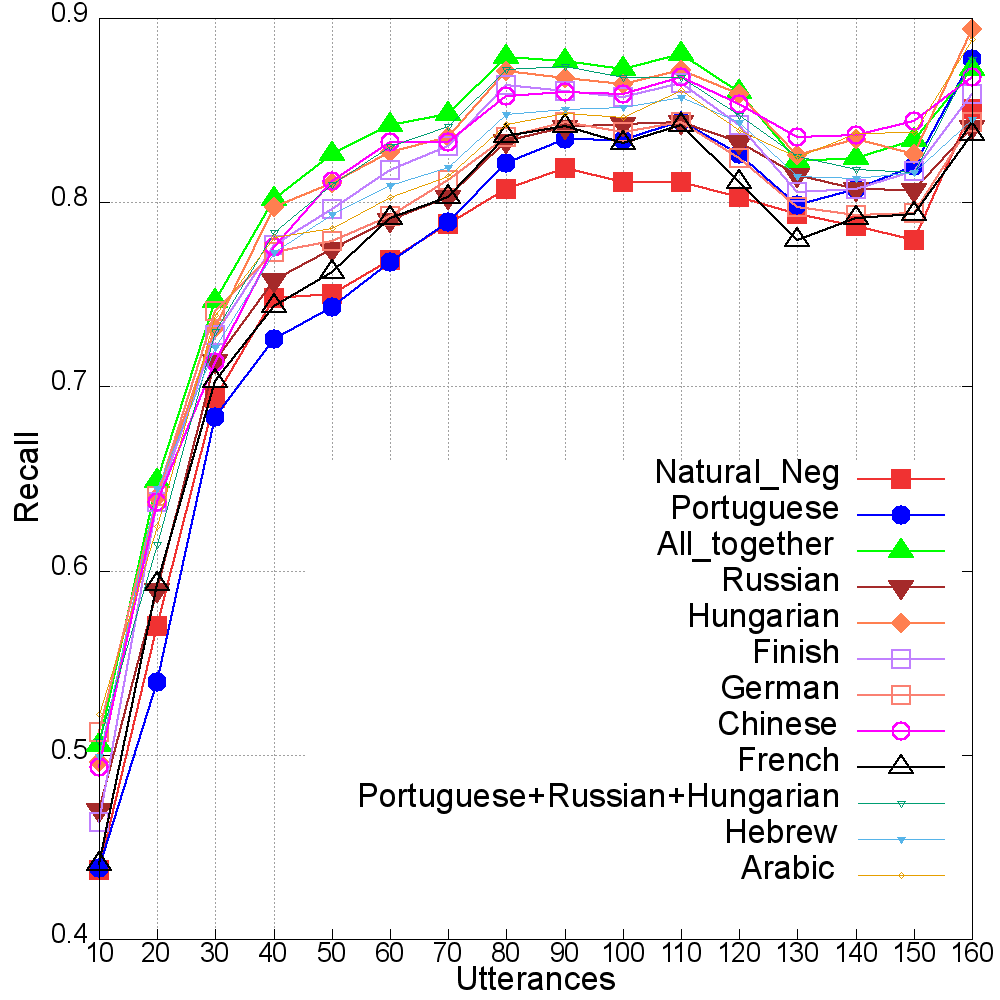 0.9
0.8
0.7
0.6
0.5
0.4
Recall
Natural_Neg
Portuguese
All_together
Russian
Hungarian
Finish
German
Chinese
French
Portuguese+Russian+Hungarian
Hebrew
Arabic
10 20 30 40 50 60 70 80 90 100 110 120 130 140 150 160
Utterances